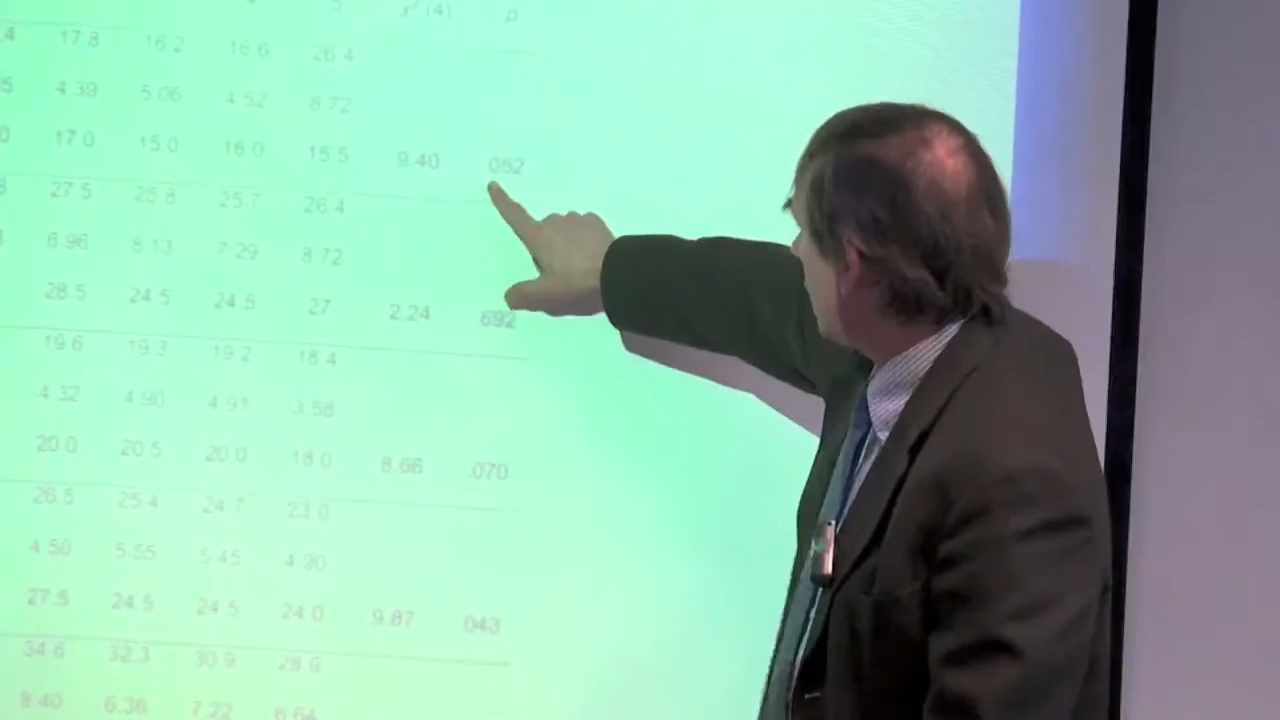 x² (4) p
17.8 16.2 16.6 26.4
4.39 5.06 4.52 8.72
17.0 15.0 16.0 15.5 9.40
27.5 25.8 25.7 26.4
6.96 8.13 7.29 8.72
28.5 24.5 24.5 27 2.24 692
19.6 19.3 19.2 18.4
4.32 4.90 4.91 3.58
20.0 20.5 20.0 18.0 8.66 .070
26.5 25.4 24.7 23.0
4.50 5.55 5.45
27.5 24.5 24.5 24.0 9.87 043
34.6 32.3 30.9
8.40 6.36 7.22 6.64